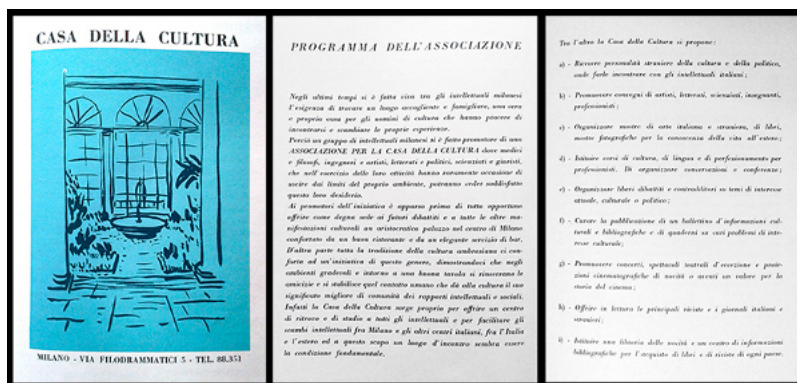 CASA DELLA CULTURA
MILANO - VIA FILODRAMMATICI 5 - TEL. 88.351
PROGRAMMA DELL'ASSOCIAZIONE
Negli ultimi tempi si è fatta viva tra gli intellettuali milanesi
l'esigenza di trovare un luogo accogliente e famigliare, una vera
e propria casa per gli uomini di cultura che hanno piacere di
incontrarsi e scambiare le proprie esperienze.
Perciò un gruppo di intellettuali milanesi si è fatto promotore di una
ASSOCIAZIONE PER LA CASA DELLA CULTURA dove medici
e filosofi, ingegneri e artisti, letterati e politici, scienziati e giuristi,
che nell'esercizio delle loro attività hanno raramente occasione di
uscire dai limiti del proprio ambiente, potranno veder soddisfatto
questo loro desiderio.
Ai promotori dell'iniziativa è apparso prima di tutto opportuno
offrire come degna sede ai futuri dibattiti e a tutte le altre ma-
nifestazioni culturali un aristocratico palazzo nel centro di Milano
confortato da un buon ristorante e da un elegante servizio di bar.
D'altra parte tutta la tradizione della cultura ambrosiana ci con-
forta ad un'iniziativa di questo genere, dimostrandoci che negli
ambienti gradevoli e intorno a una buona tavola si rinserrano le
amicizie e si stabilisce quel contatto umano che dà alla cultura il suo
significato migliore di comunità dei rapporti intellettuali e sociali.
Infatti la Casa della Cultura sorge proprio per offrire un centro
di ritrovo e di studio a tutti gli intellettuali e per facilitare gli
scambi intellettuali fra Milano e gli altri centri italiani, fra l'Italia
e l'estero ed a questo scopo un luogo d'incontro sembra essere
la condizione fondamentale.
Tra l'altro la Casa della Cultura si propone:
a) - Ricevere personalità straniere della cultura e della politica,
onde farle incontrare con gli intellettuali italiani;
b) - Promuovere convegni di artisti, letterati, scienziati, insegnanti,
professionisti;
c) - Organizzare mostre di arte italiana e straniera, di libri,
mostre fotografiche per la conoscenza della vita all'estero;
d) - Istituire corsi di cultura, di lingua e di perfezionamento per
professionisti. Di organizzare conversazioni e conferenze;
e) - Organizzare liberi dibattiti e contradditori su temi di interesse
attuale, culturale o politico;
f) - Curare la pubblicazione di un bollettino d'informazioni cul-
turali e bibliografiche e di quaderni su vari problemi di inte-
resse culturale;
g) - Promuovere concerti, spettacoli teatrali d'eccezione e proie-
zioni cinematografiche di novità o aventi un valore per la
storia del cinema;
h) - Offrire in lettura le principali riviste e i giornali italiani e
stranieri;
i) - Istituire una libreria delle novità e un centro di informazioni
bibliografiche per l'acquisto di libri e di riviste di ogni paese.